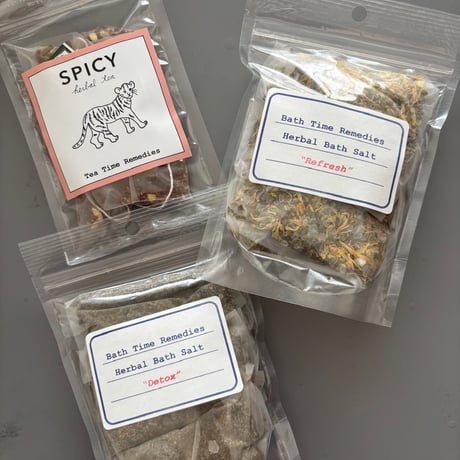 SPICY
herbal tea
Tea Time Remedies
Bath Time Remedies
Herbal Bath Salt
"Refresh"
Bath Time Remedies
Herbal Bath Salt
"Detox"